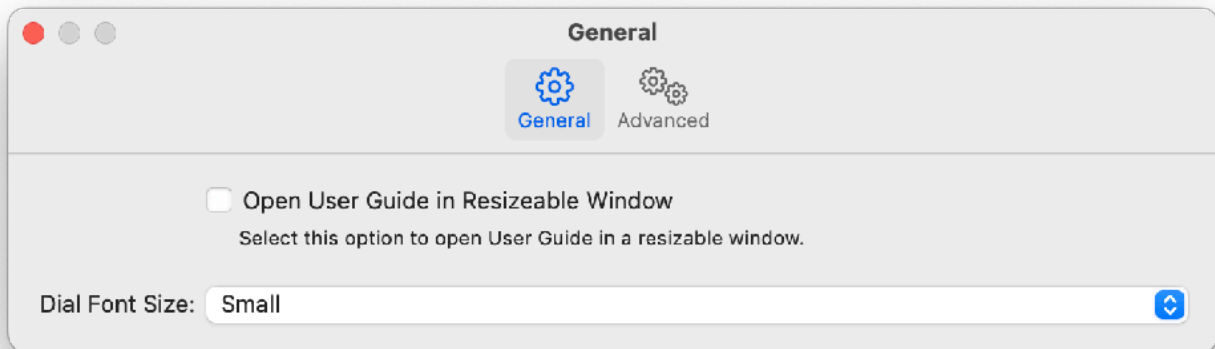 General
General Advanced
Open User Guide in Resizeable Window
Select this option to open User Guide in a resizable window.
Dial Font Size: Small